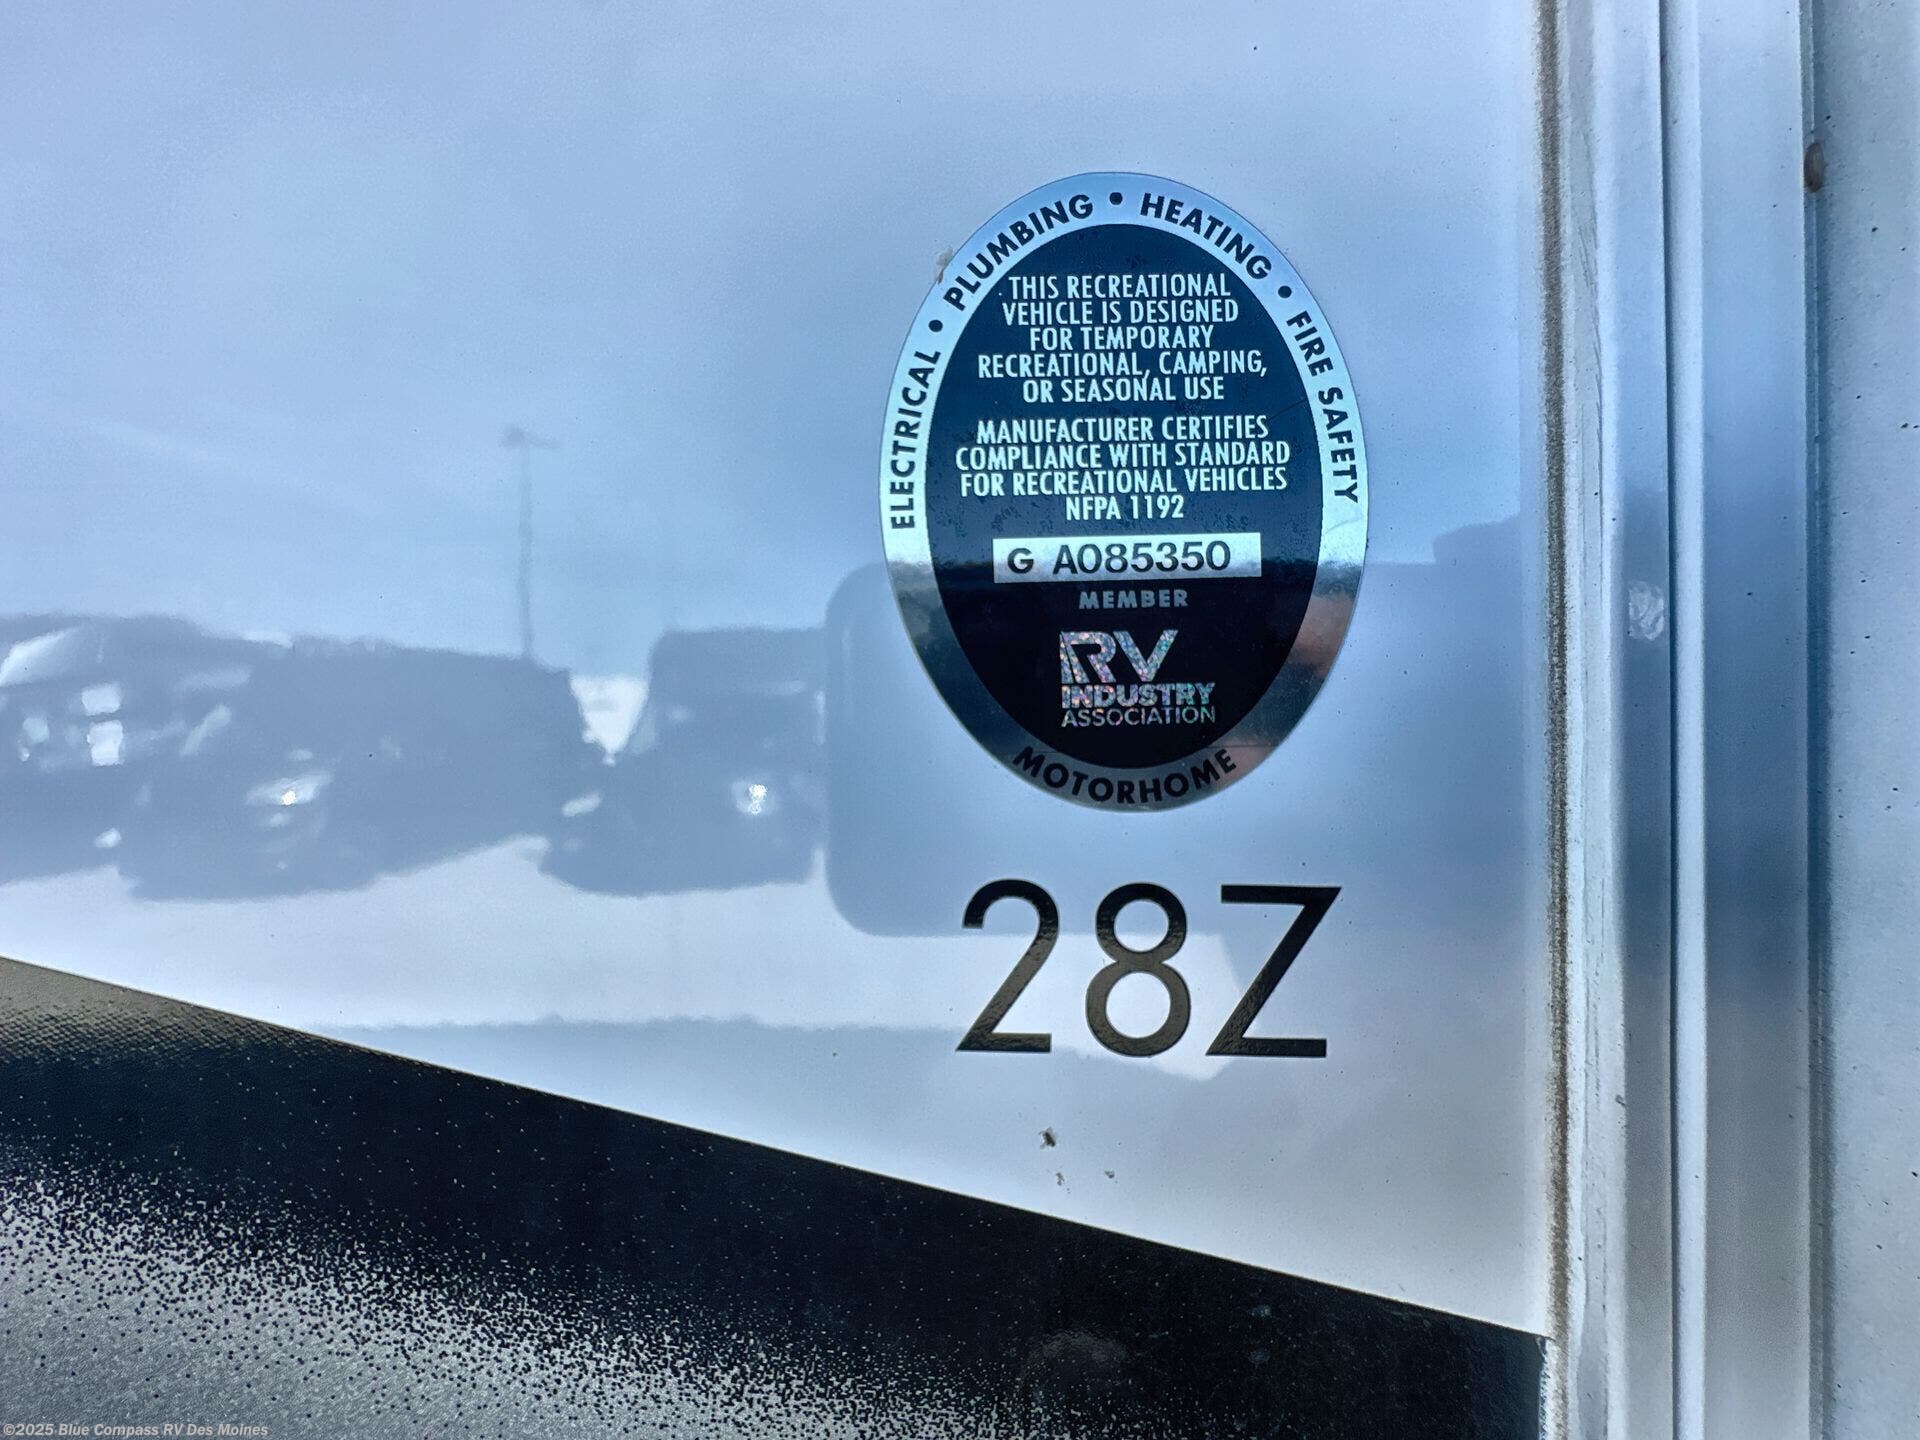 ELECTRICAL • PLUMBING • HEATING • FIRE SAFETY
THIS RECREATIONAL
VEHICLE IS DESIGNED
FOR TEMPORARY
RECREATIONAL, CAMPING,
OR SEASONAL USE
MANUFACTURER CERTIFIES
COMPLIANCE WITH STANDARD
FOR RECREATIONAL VEHICLES
NFPA 1192
G A085350
MEMBER
RV
INDUSTRY
ASSOCIATION
MOTORHOME
28Z
©2025 Blue Compass RV Des Moines